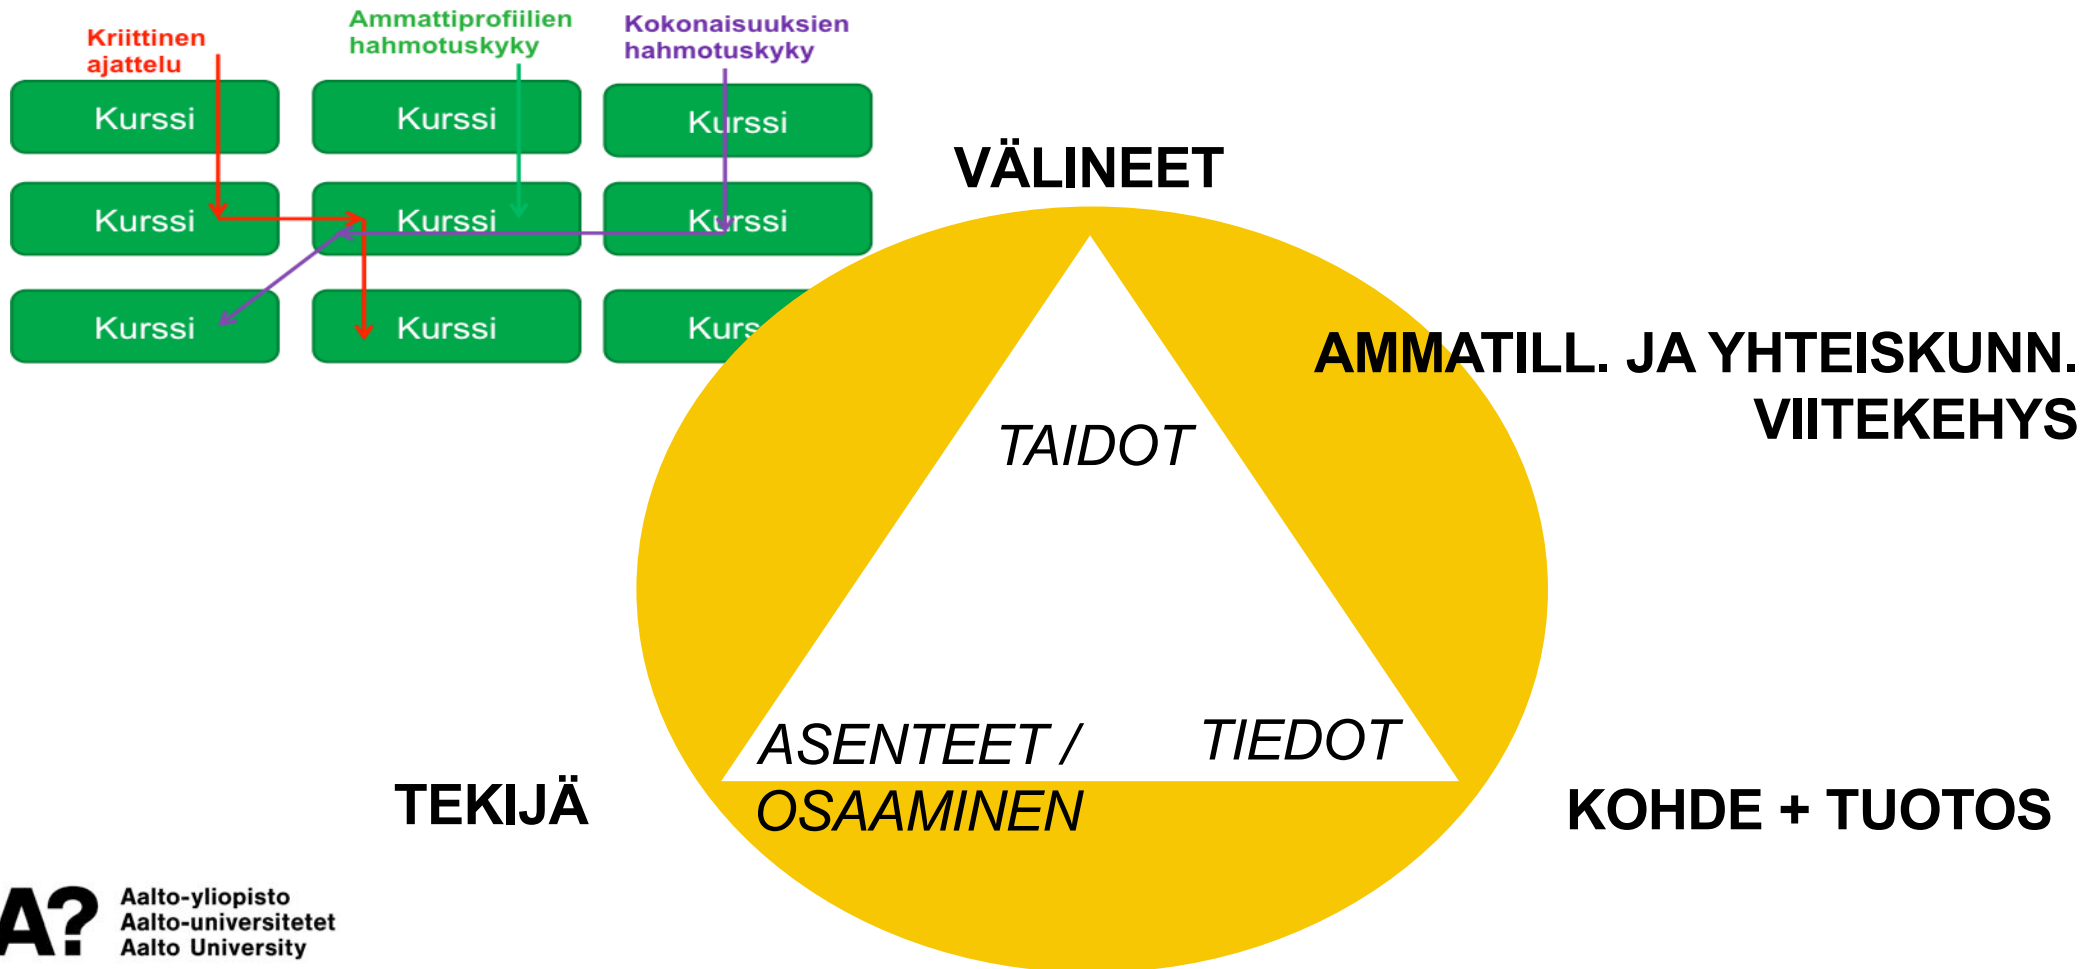 Kriittinen
ajattelu
Ammattiprofiilien
hahmotuskyky
Kokonaisuuksien
hahmotuskyky
Kurssi Kurssi Kurssi
Kurssi Kurssi Kurssi
Kurssi Kurssi Kurs
VÄLINEET
AMMATILL. JA YHTEISKUNN.
VIITEKEHYS
TAIDOT
ASENTEET /
OSAAMINEN
TIEDOT
TEKIJÄ
KOHDE + TUOTOS
A?
Aalto-yliopisto
Aalto-universitetet
Aalto University